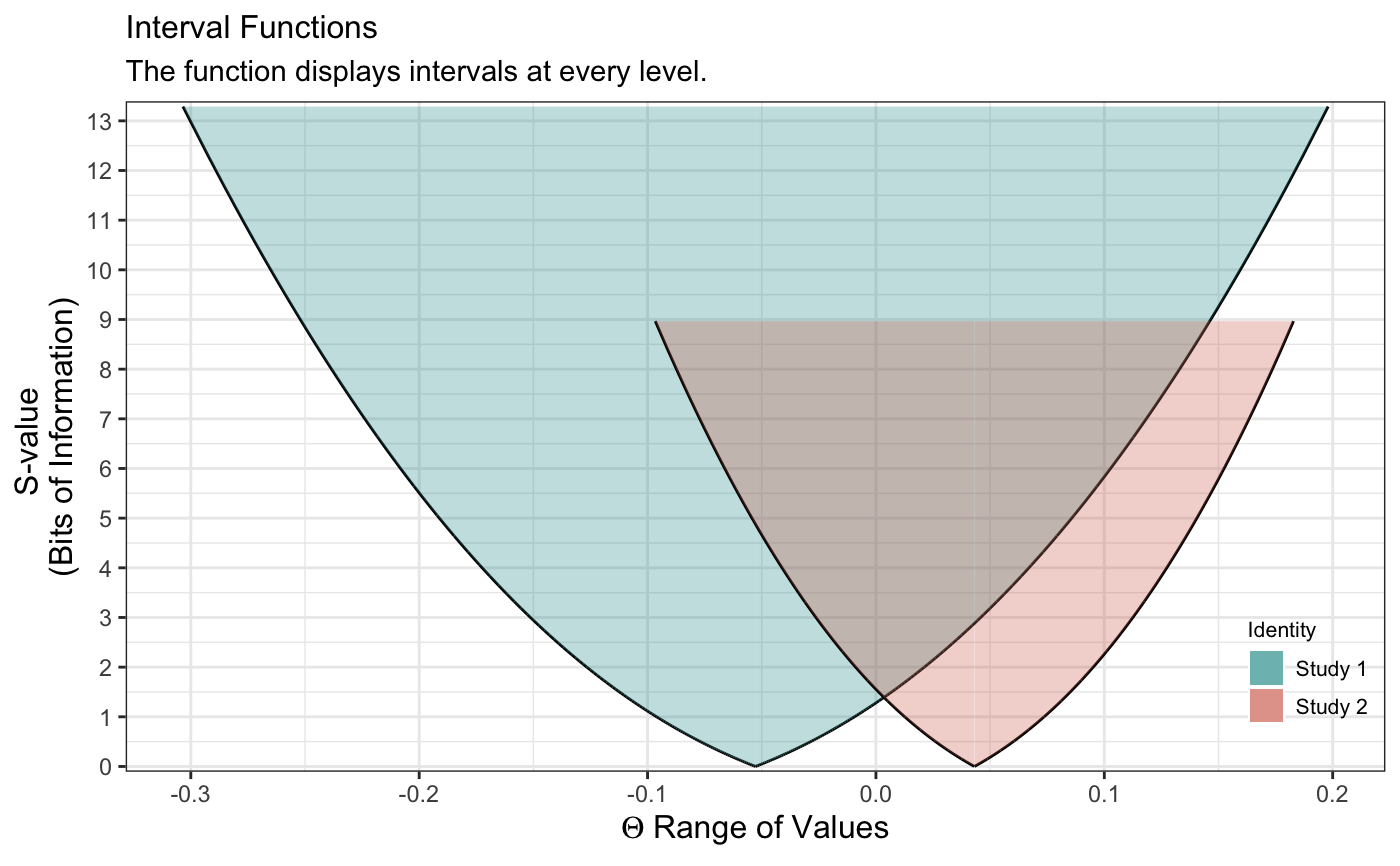 Interval Functions
The function displays intervals at every level.
13
12
11
10
9
8
7
6
5
4
3
2
1
0
S-value
(Bits of Information)
Identity
Study 1
Study 2
-0.3
-0.2
-0.1
0.0
0.1
0.2
Θ Range of Values